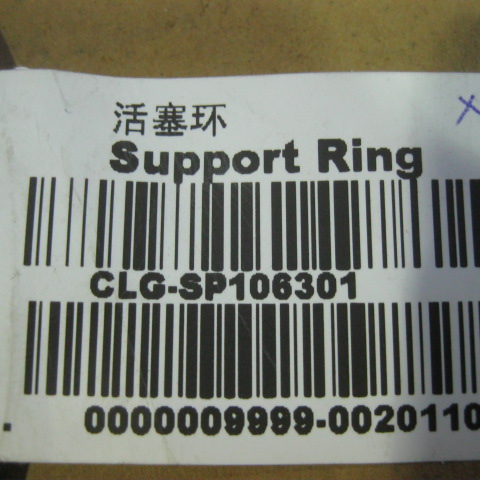 活塞环
Support Ring
CLG-SP106301
0000009999-0020110